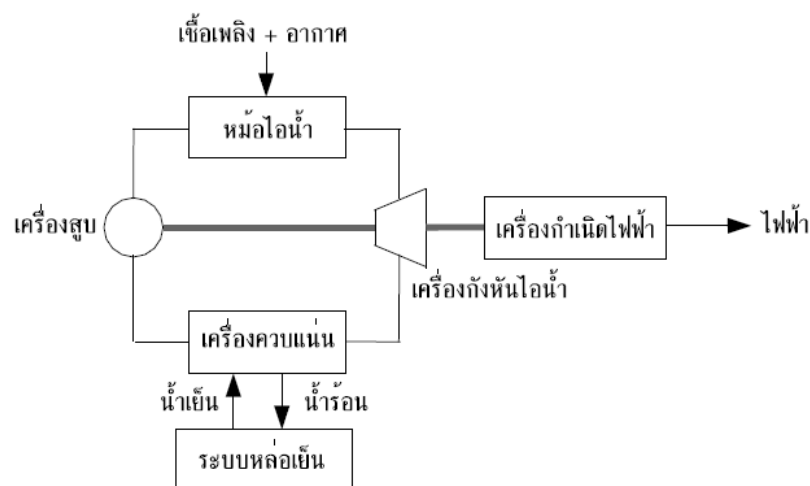 เชื้อเพลิง + อากาศ
หม้อไอน้ำ
เครื่องสูบ
เครื่องกำเนิดไฟฟ้า
ไฟฟ้า
เครื่องกังหันไอน้ำ
เครื่องควบแน่น
น้ำเย็น
น้ำร้อน
ระบบหล่อเย็น